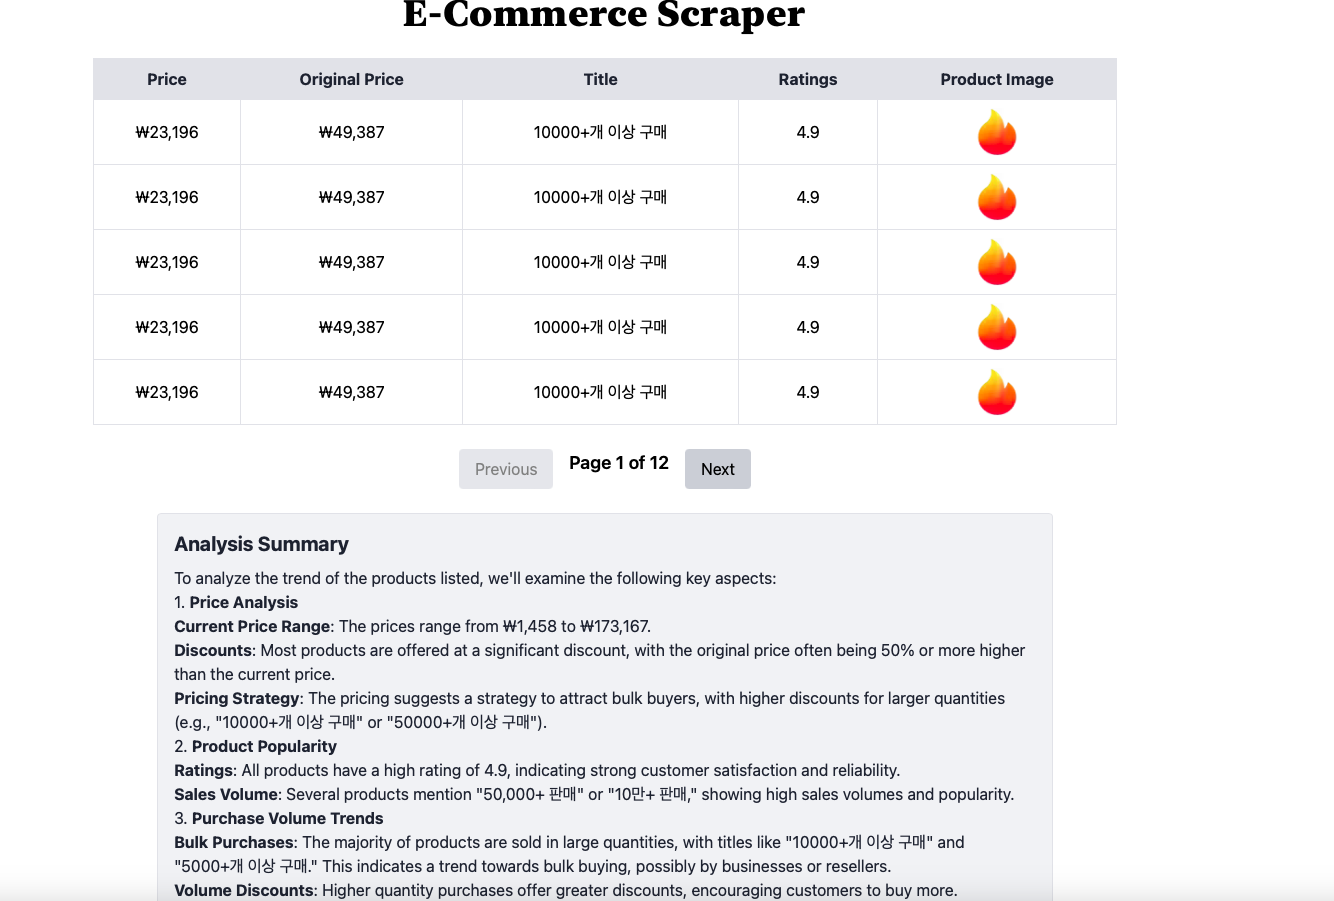 E-Commerce Scraper
Price Original Price Title Ratings Product Image
₩23,196 ₩49,387 10000+개 이상 구매 4.9
₩23,196 ₩49,387 10000+개 이상 구매 4.9
₩23,196 ₩49,387 10000+개 이상 구매 4.9
₩23,196 ₩49,387 10000+개 이상 구매 4.9
₩23,196 ₩49,387 10000+개 이상 구매 4.9
Previous Page 1 of 12 Next
Analysis Summary
To analyze the trend of the products listed, we'll examine the following key aspects:
1. Price Analysis
Current Price Range: The prices range from ₩1,458 to ₩173,167.
Discounts: Most products are offered at a significant discount, with the original price often being 50% or more higher
than the current price.
Pricing Strategy: The pricing suggests a strategy to attract bulk buyers, with higher discounts for larger quantities
(e.g., "10000+개 이상 구매" or "50000+개 이상 구매").
2. Product Popularity
Ratings: All products have a high rating of 4.9, indicating strong customer satisfaction and reliability.
Sales Volume: Several products mention "50,000+ 판매" or "10만+ 판매," showing high sales volumes and popularity.
3. Purchase Volume Trends
Bulk Purchases: The majority of products are sold in large quantities, with titles like "10000+개 이상 구매" and
"5000+개 이상 구매." This indicates a trend towards bulk buying, possibly by businesses or resellers.
Volume Discounts: Higher quantity purchases offer greater discounts, encouraging customers to buy more.